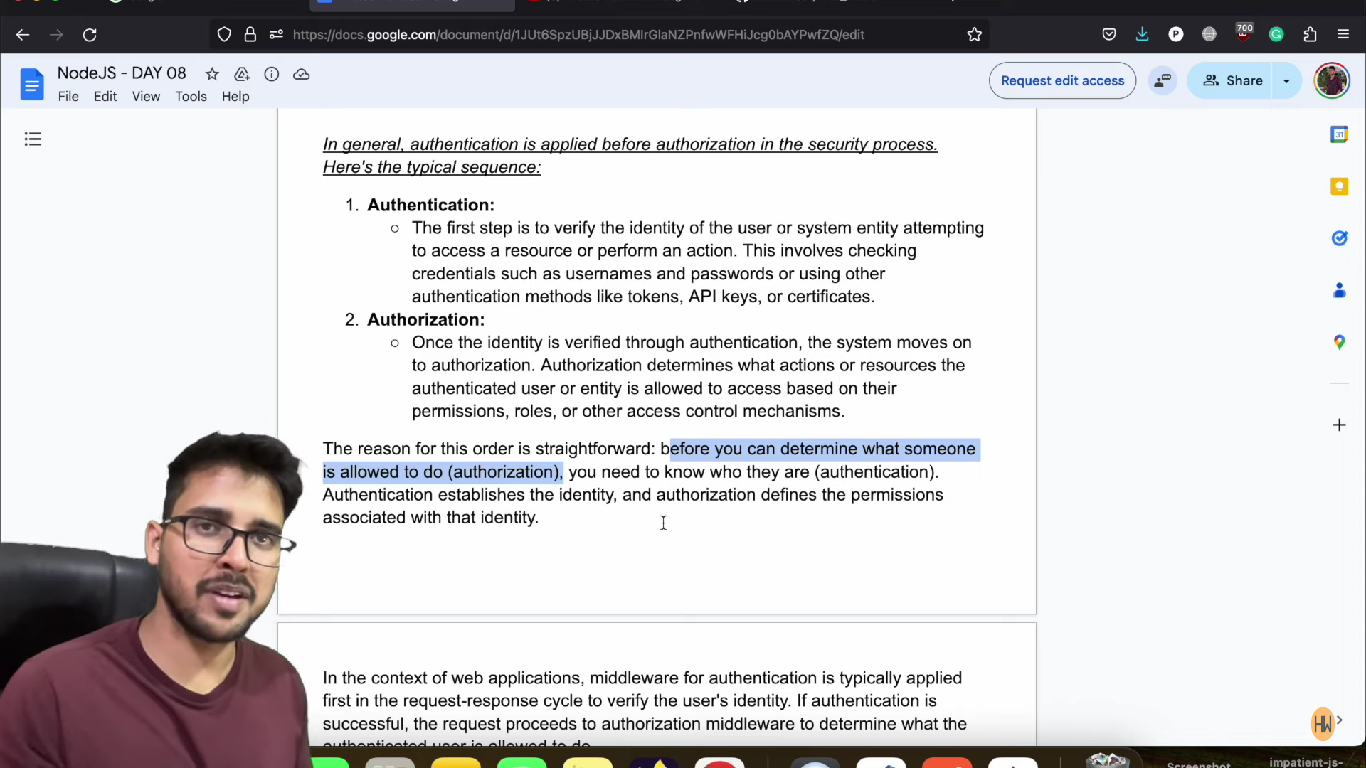 https://docs.google.com/document/d/1JUt6SpzUBjJJDxBMIrGlaNZPnfwWFHiJcg0bAYPwfZQ/edit
700
NodeJS - DAY 08
File Edit View Tools Help
Request edit access
Share
In general, authentication is applied before authorization in the security process.
Here's the typical sequence:
1. Authentication:
○ The first step is to verify the identity of the user or system entity attempting
to access a resource or perform an action. This involves checking
credentials such as usernames and passwords or using other
authentication methods like tokens, API keys, or certificates.
2. Authorization:
○ Once the identity is verified through authentication, the system moves on
to authorization. Authorization determines what actions or resources the
authenticated user or entity is allowed to access based on their
permissions, roles, or other access control mechanisms.
The reason for this order is straightforward: before you can determine what someone
is allowed to do (authorization), you need to know who they are (authentication).
Authentication establishes the identity, and authorization defines the permissions
associated with that identity.
In the context of web applications, middleware for authentication is typically applied
first in the request-response cycle to verify the user's identity. If authentication is
successful, the request proceeds to authorization middleware to determine what the
authenticated user is allowed to do.
HW
Screenshot
impatient-js-